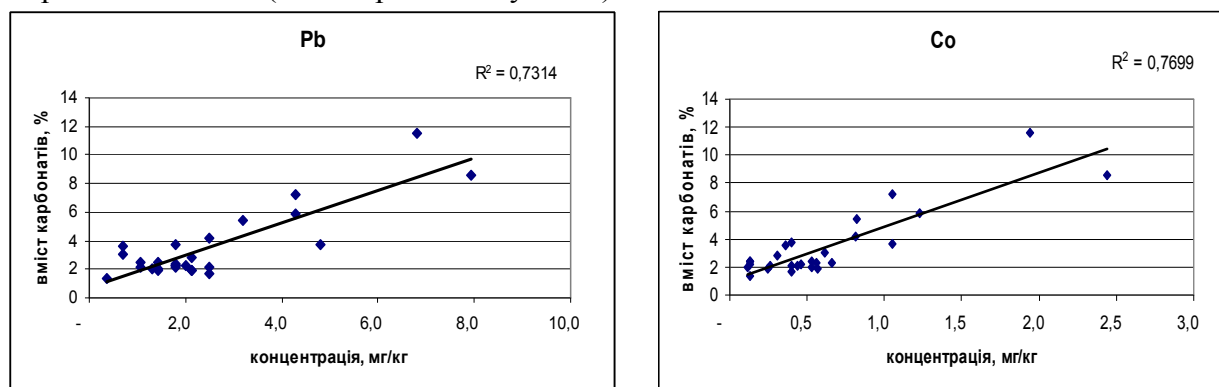 Pb
R² = 0,7314
14
12
10
8
6
4
2
0
вміст карбонатів, %
- 2,0 4,0 6,0 8,0 10,0
концентрація, мг/кг
Co
R² = 0,7699
14
12
10
8
6
4
2
0
вміст карбонатів, %
- 0,5 1,0 1,5 2,0 2,5 3,0
концентрація, мг/кг